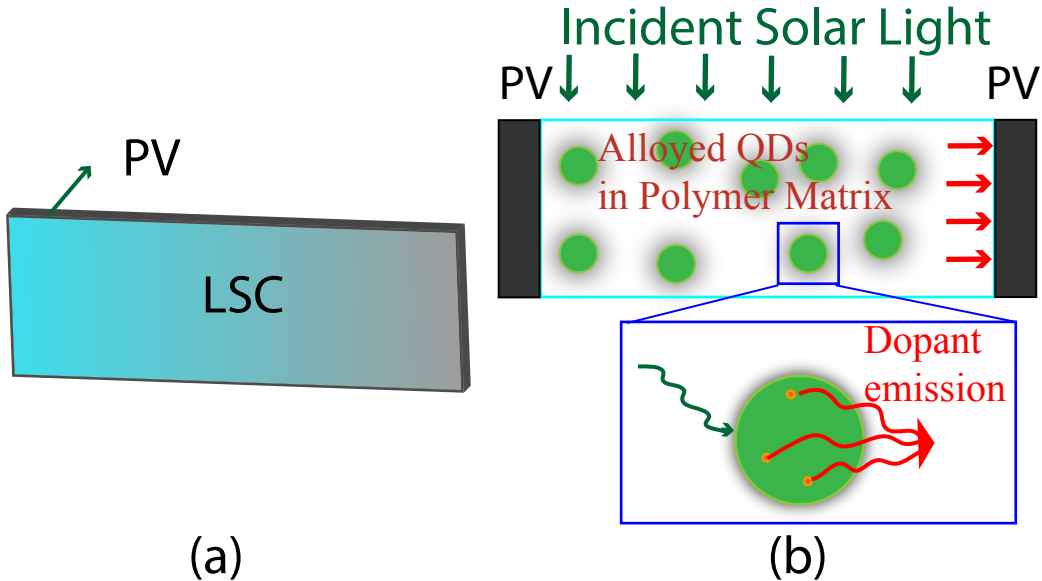 PV
LSC
(a)
Incident Solar Light
PV
PV
Alloyed QDs
in Polymer Matrix
Dopant
emission
(b)